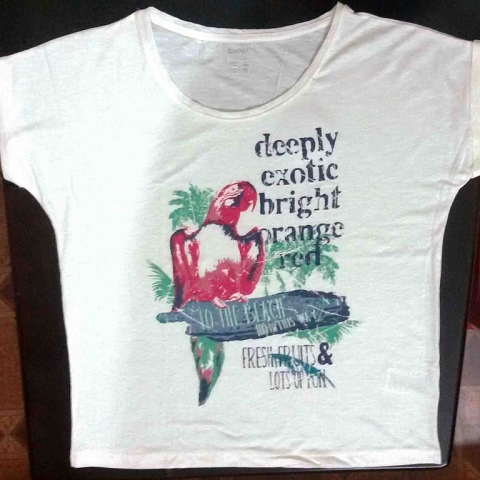 deeply
exotic
bright
orange
red
TO THE BEACH
FRESH FRUITS &
LOTS OF FUN